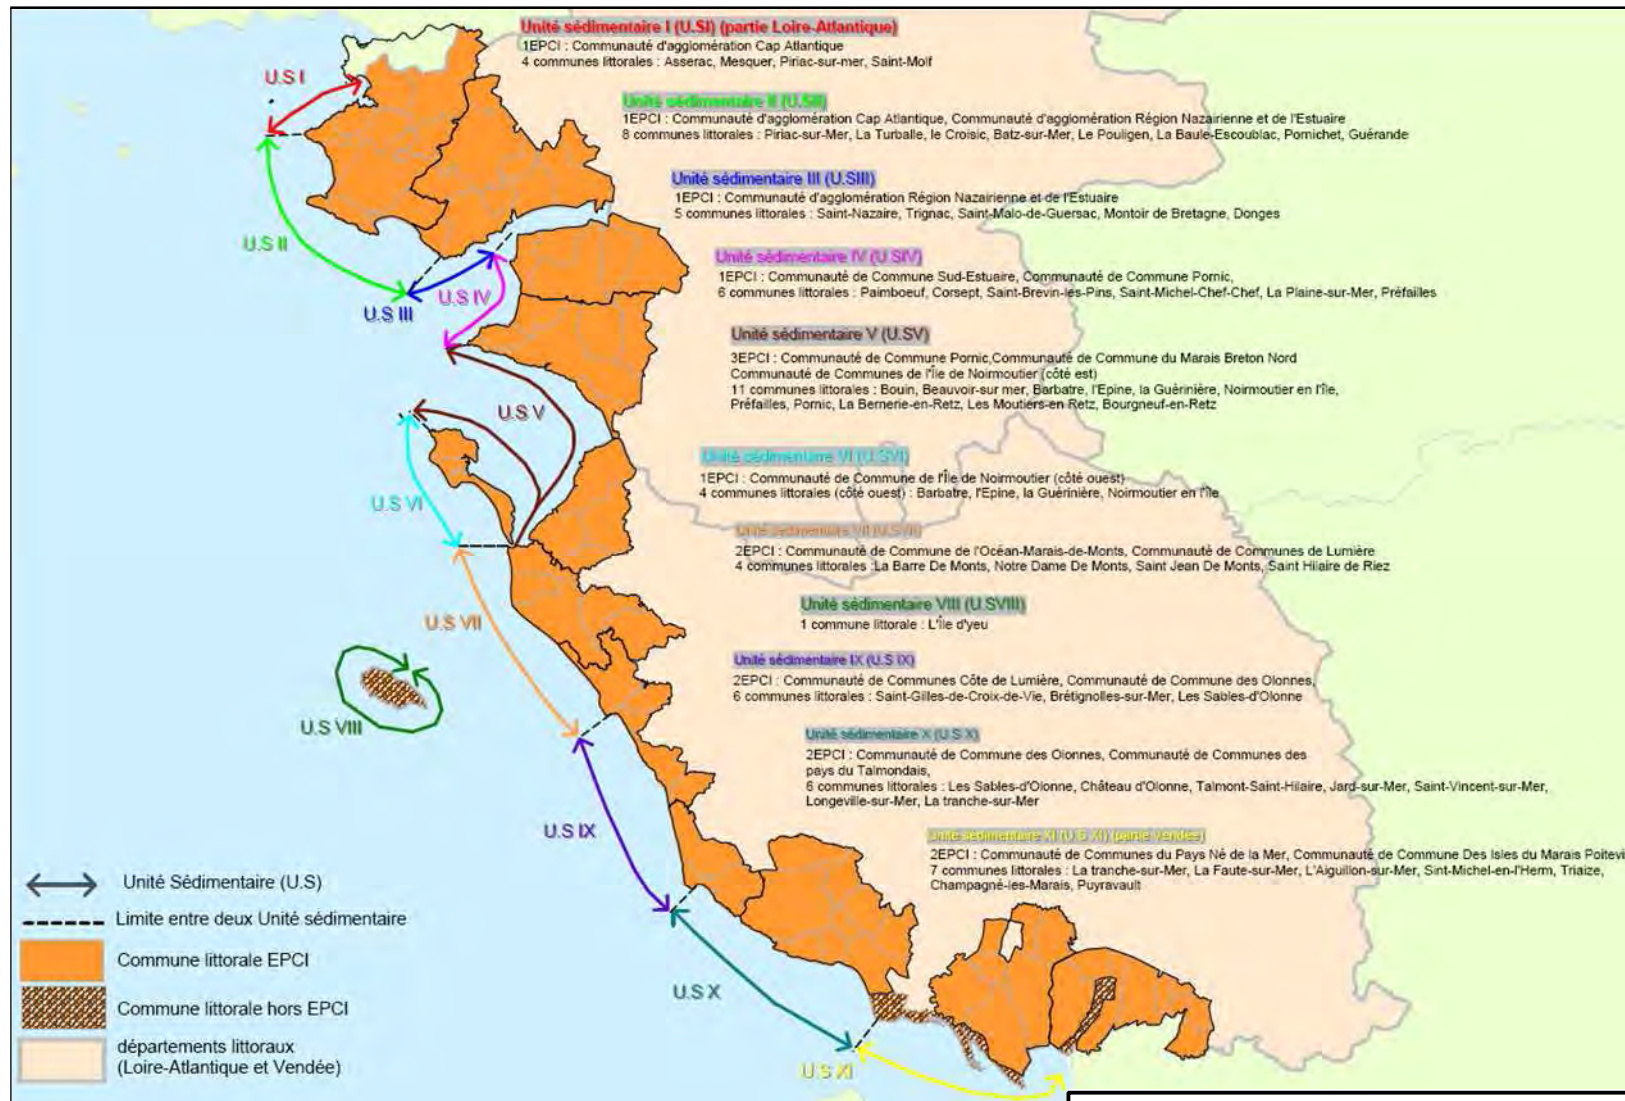 Unité sédimentaire I (U.SI) (partie Loire-Atlantique)
1EPCI : Communauté d'agglomération Cap Atlantique
4 communes littorales : Asserac, Mesquer, Piriac-sur-mer, Saint-Molf
U.S I
Unité sédimentaire II (U.SII)
1EPCI : Communauté d'agglomération Cap Atlantique, Communauté d'agglomération Région Nazairienne et de l'Estuaire
8 communes littorales : Piriac-sur-Mer, La Turballe, le Croisic, Batz-sur-Mer, Le Pouligen, La Baule-Escoublac, Pornichet, Guérande
U.S II
Unité sédimentaire III (U.SIII)
1EPCI : Communauté d'agglomération Région Nazairienne et de l'Estuaire
5 communes littorales : Saint-Nazaire, Trignac, Saint-Malo-de-Guersac, Montoir de Bretagne, Donges
U.S III
Unité sédimentaire IV (U.SIV)
1EPCI : Communauté de Commune Sud-Estuaire, Communauté de Commune Pornic,
6 communes littorales : Paimboeuf, Corsept, Saint-Brevin-les-Pins, Saint-Michel-Chef-Chef, La Plaine-sur-Mer, Préfailles
U.S IV
Unité sédimentaire V (U.SV)
3EPCI : Communauté de Commune Pornic,Communauté de Commune du Marais Breton Nord
Communauté de Communes de l'Île de Noirmoutier (côté est)
11 communes littorales : Bouin, Beauvoir-sur mer, Barbatre, l'Epine, la Guérinière, Noirmoutier en l'île,
Préfailles, Pornic, La Bernerie-en-Retz, Les Moutiers-en Retz, Bourgneuf-en-Retz
U.S V
Unité sédimentaire VI (U.SVI)
1EPCI : Communauté de Commune de l'Île de Noirmoutier (côté ouest)
4 communes littorales (côté ouest) : Barbatre, l'Epine, la Guérinière, Noirmoutier en l'île
U.S VI
Unité sédimentaire VII (U.SVII)
2EPCI : Communauté de Commune de l'Océan-Marais-de-Monts, Communauté de Communes de Lumière
4 communes littorales :La Barre De Monts, Notre Dame De Monts, Saint Jean De Monts, Saint Hilaire de Riez
U.S VII
Unité sédimentaire VIII (U.SVIII)
1 commune littorale : L'Île d'yeu
U.S VIII
Unité sédimentaire IX (U.S IX)
2EPCI : Communauté de Communes Côte de Lumière, Communauté de Commune des Olonnes,
6 communes littorales : Saint-Gilles-de-Croix-de-Vie, Brétignolles-sur-Mer, Les Sables-d'Olonne
U.S IX
Unité sédimentaire X (U.S X)
2EPCI : Communauté de Commune des Olonnes, Communauté de Communes des
pays du Talmondais,
6 communes littorales : Les Sables-d'Olonne, Château d'Olonne, Talmont-Saint-Hilaire, Jard-sur-Mer, Saint-Vincent-sur-Mer,
Longeville-sur-Mer, La tranche-sur-Mer
U.S X
Unité sédimentaire XI (U.S XI) (partie Vendée)
2EPCI : Communauté de Communes du Pays Né de la Mer, Communauté de Commune Des Isles du Marais Poitevi
7 communes littorales : La tranche-sur-Mer, La Faute-sur-Mer, L'Aiguillon-sur-Mer, Sint-Michel-en-l'Herm, Triaize,
Champagné-les-Marais, Puyravault
U.S XI
Unité Sédimentaire (U.S)
Limite entre deux Unité sédimentaire
Commune littorale EPCI
Commune littorale hors EPCI
départements littoraux
(Loire-Atlantique et Vendée)